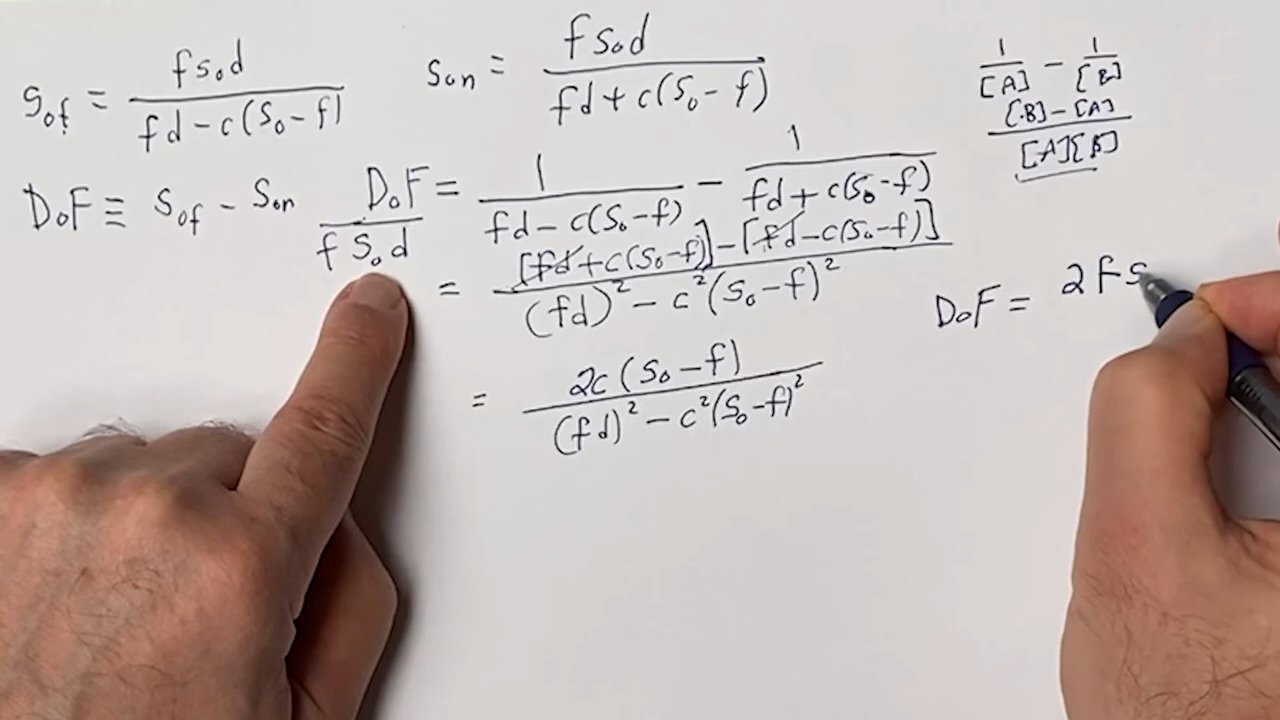 s_of = f s_o d / (fd - c(s_o - f))
s_on = f s_o d / (fd + c(s_o - f))
1/[A] - 1/[B]
[B] - [A] / [A][B]
DoF ≡ s_of - s_on
DoF / (f s_o d) = 1 / (fd - c(s_o - f)) - 1 / (fd + c(s_o - f))
= ([fd + c(s_o - f)] - [fd - c(s_o - f)]) / ((fd)² - c²(s_o - f)²)
= 2c(s_o - f) / ((fd)² - c²(s_o - f)²)
DoF = 2 f s